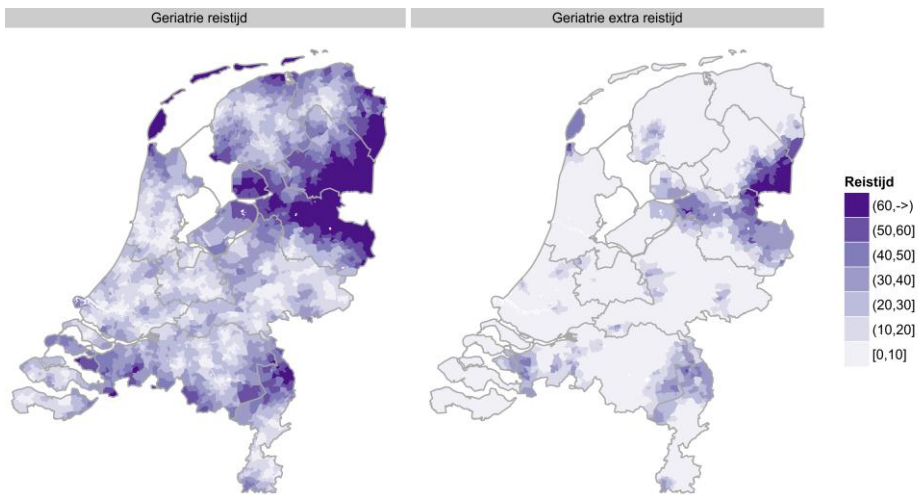 Geriatrie reistijd
Geriatrie extra reistijd
Reistijd
(60,->)
(50,60]
(40,50]
(30,40]
(20,30]
(10,20]
[0,10]